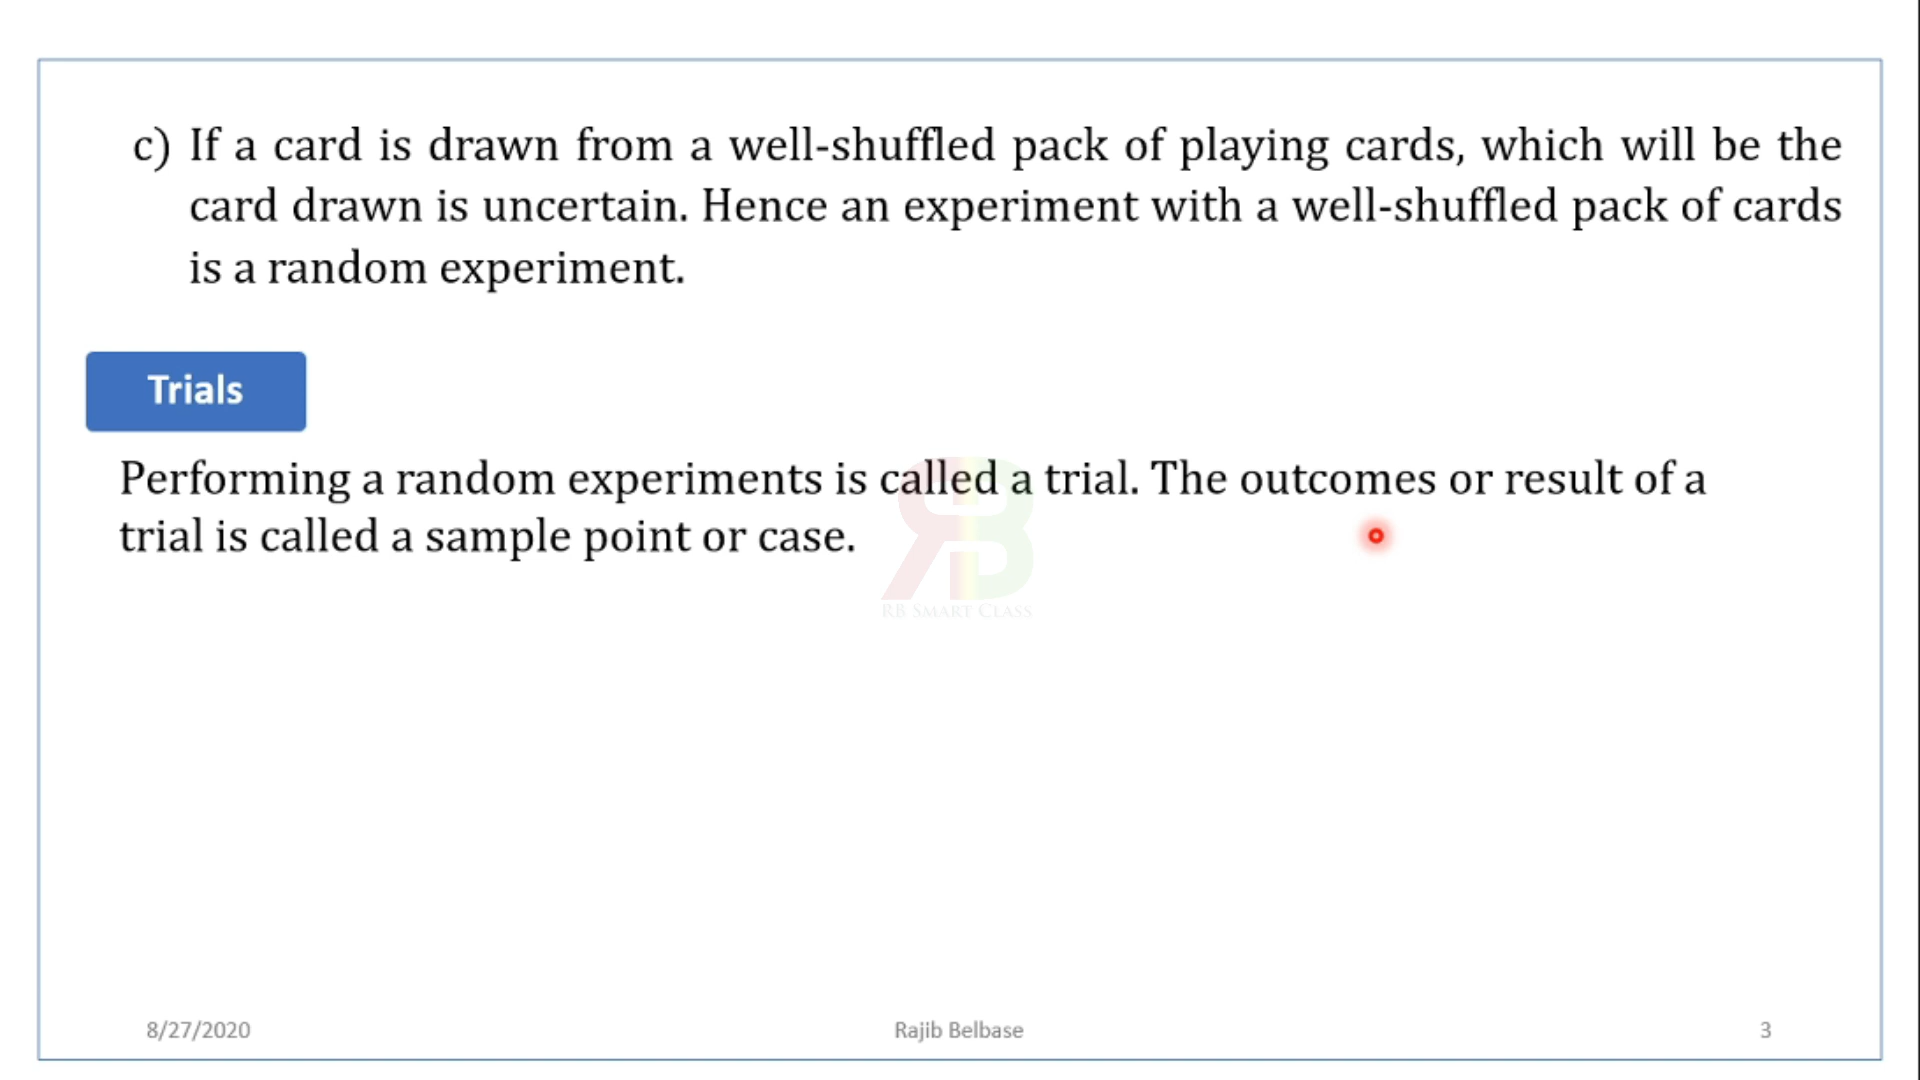 c) If a card is drawn from a well-shuffled pack of playing cards, which will be the
card drawn is uncertain. Hence an experiment with a well-shuffled pack of cards
is a random experiment.
Trials
Performing a random experiments is called a trial. The outcomes or result of a
trial is called a sample point or case.
RB SMART CLASS
8/27/2020
Rajib Belbase
3